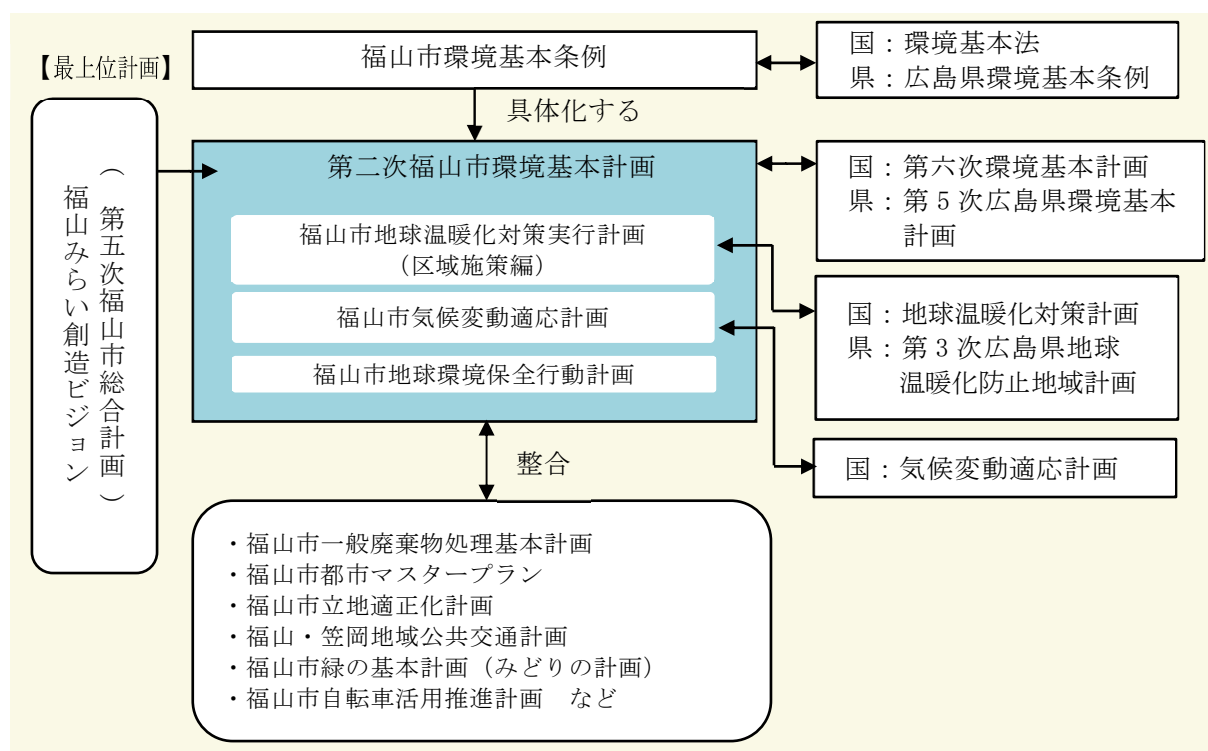 【最上位計画】
福山みらい創造ビジョン
（第五次福山市総合計画）
福山市環境基本条例
国：環境基本法
県：広島県環境基本条例
具体化する
第二次福山市環境基本計画
国：第六次環境基本計画
県：第５次広島県環境基本
計画
福山市地球温暖化対策実行計画
（区域施策編）
福山市気候変動適応計画
福山市地球環境保全行動計画
国：地球温暖化対策計画
県：第３次広島県地球
温暖化防止地域計画
国：気候変動適応計画
整合
・福山市一般廃棄物処理基本計画
・福山市都市マスタープラン
・福山市立地適正化計画
・福山・笠岡地域公共交通計画
・福山市緑の基本計画（みどりの計画）
・福山市自転車活用推進計画　など